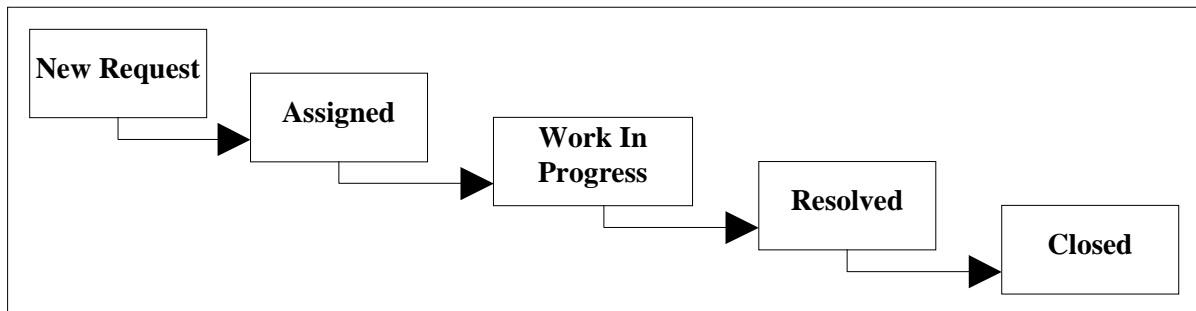 New Request
Assigned
Work In
Progress
Resolved
Closed